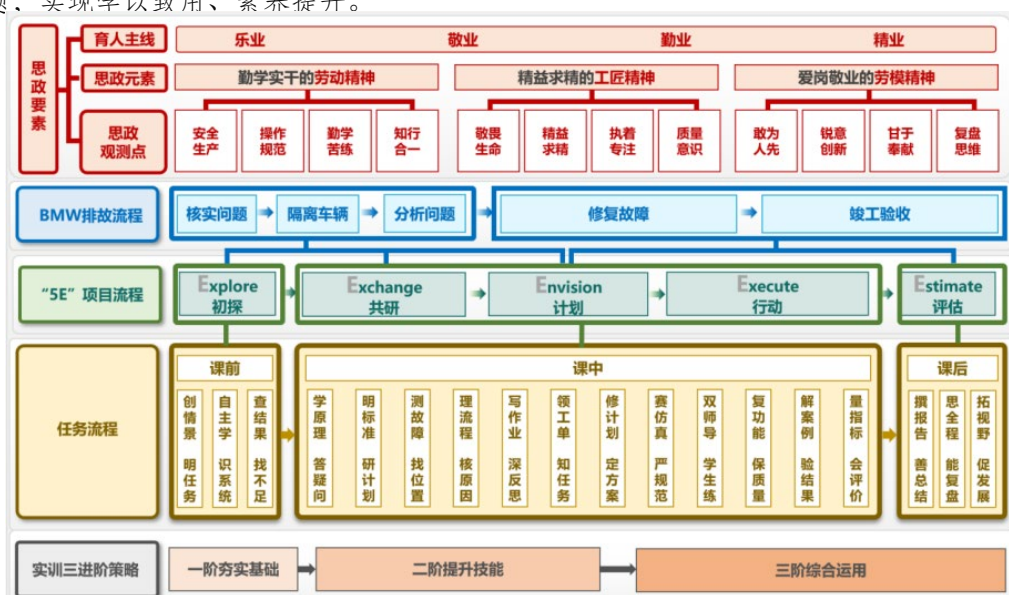 实现学以致用、素养提升。
思政要素
育人主线
乐业
敬业
勤业
精业
思政元素
勤学实干的劳动精神
精益求精的工匠精神
爱岗敬业的劳模精神
思政
观测点
安全
生产
操作
规范
勤学
苦练
知行
合一
敬畏
生命
精益
求精
执着
专注
质量
意识
敢为
人先
锐意
创新
甘于
奉献
复盘
思维
BMW排故流程
核实问题
隔离车辆
分析问题
修复故障
竣工验收
“5E”项目流程
Explore
初探
Exchange
共研
Envision
计划
Execute
行动
Estimate
评估
任务流程
课前
创情景 明任务
自主学 识系统
查结果 找不足
课中
学原理 答疑问
明标准 研计划
测故障 找位置
理流程 核原因
写作业 深反思
领工单 知任务
修计划 定方案
赛仿真 严规范
双师导 学生练
复功能 保质量
解案例 验结果
量指标 会评价
课后
撰报告 善总结
思全程 能复盘
拓视野 促发展
实训三进阶策略
一阶夯实基础
二阶提升技能
三阶综合运用